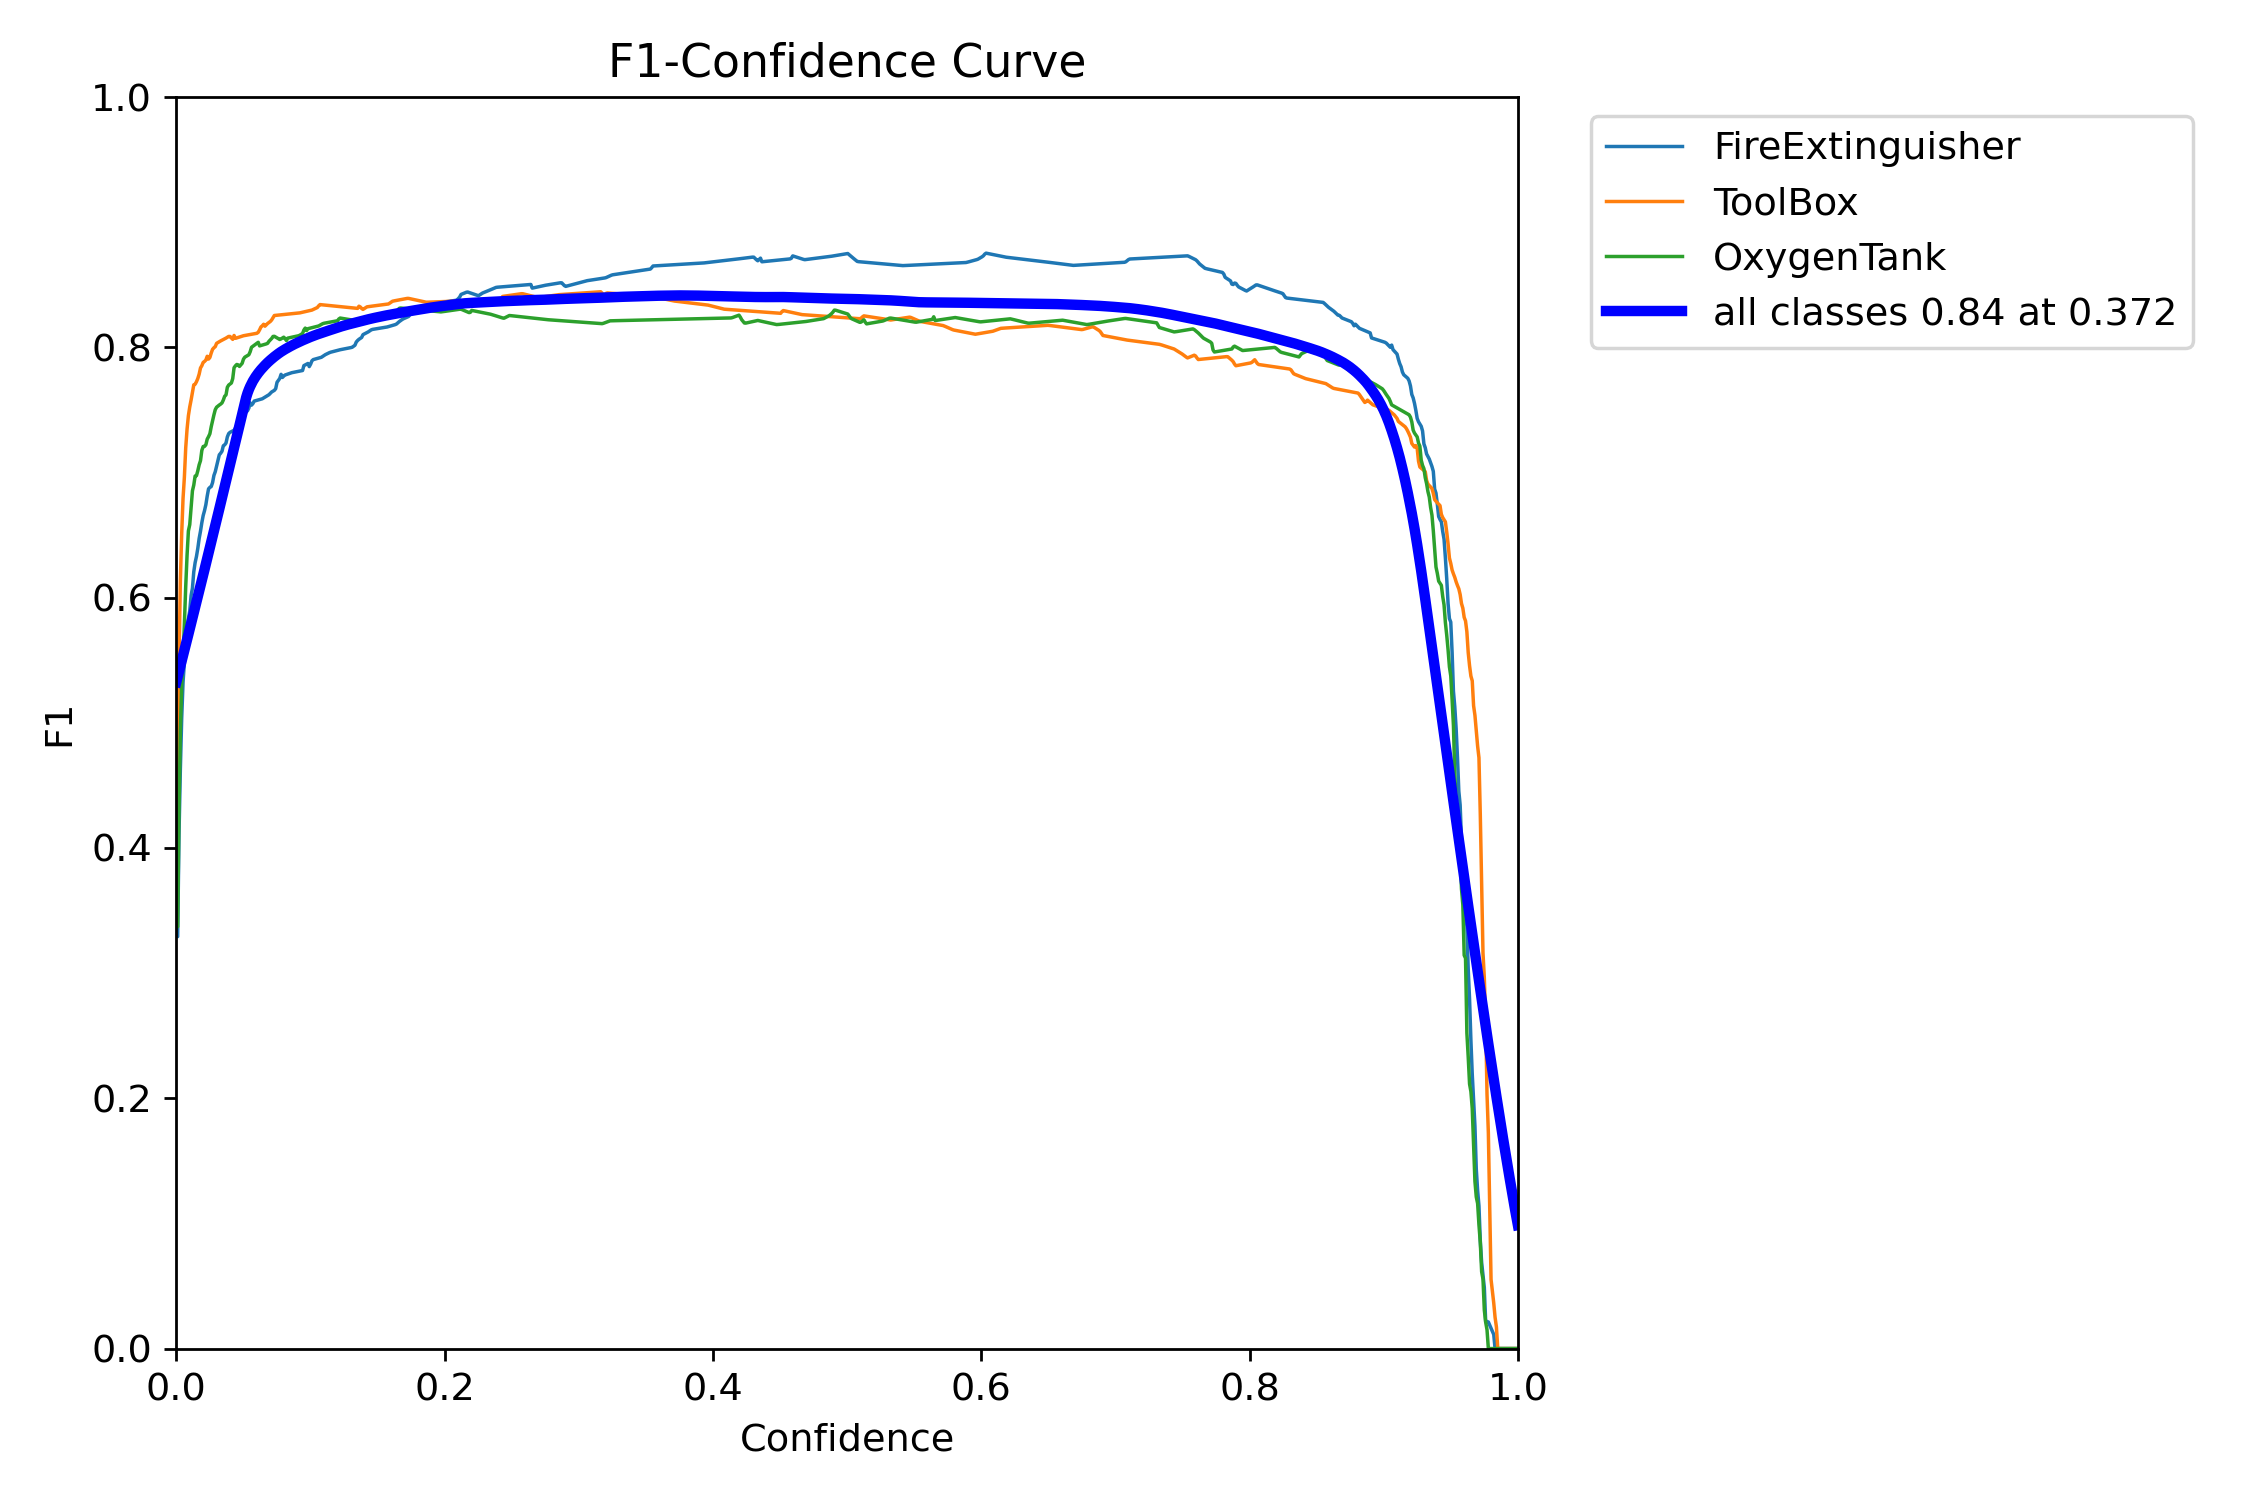 F1-Confidence Curve
1.0
0.8
0.6
0.4
0.2
0.0
F1
0.0 0.2 0.4 0.6 0.8 1.0
Confidence
FireExtinguisher
ToolBox
OxygenTank
all classes 0.84 at 0.372